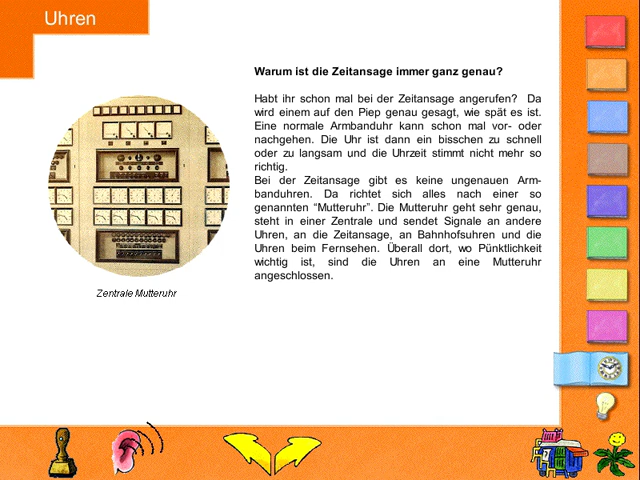 Uhren
Warum ist die Zeitansage immer ganz genau?
Habt ihr schon mal bei der Zeitansage angerufen? Da
wird einem auf den Piep genau gesagt, wie spät es ist.
Eine normale Armbanduhr kann schon mal vor- oder
nachgehen. Die Uhr ist dann ein bisschen zu schnell
oder zu langsam und die Uhrzeit stimmt nicht mehr so
richtig.
Bei der Zeitansage gibt es keine ungenauen Arm-
banduhren. Da richtet sich alles nach einer so
genannten “Mutteruhr”. Die Mutteruhr geht sehr genau,
steht in einer Zentrale und sendet Signale an andere
Uhren, an die Zeitansage, an Bahnhofsuhren und die
Uhren beim Fernsehen. Überall dort, wo Pünktlichkeit
wichtig ist, sind die Uhren an eine Mutteruhr
angeschlossen.
Zentrale Mutteruhr